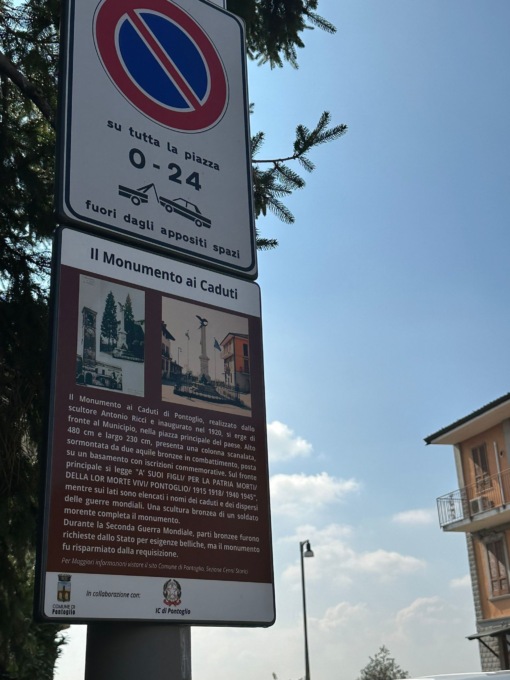 su tutta la piazza
0-24
fuori dagli appositi spazi
Il Monumento ai Caduti
Il Monumento ai Caduti di Pontoglio, realizzato dallo
scultore Antonio Ricci e inaugurato nel 1920, si erge di
fronte al Municipio, nella piazza principale del paese. Alto
480 cm e largo 230 cm, presenta una colonna scanalata,
sormontata da due aquile bronzee in combattimento, posta
su un basamento con iscrizioni commemorative. Sul fronte
principale si legge "A' SUOI FIGLI/ PER LA PATRIA MORTI/
DELLA LOR MORTE VIVI/ PONTOGLIO/ 1915 1918/ 1940 1945",
mentre sui lati sono elencati i nomi dei caduti e dei dispersi
delle guerre mondiali. Una scultura bronzea di un soldato
morente completa il monumento.
Durante la Seconda Guerra Mondiale, parti bronzee furono
richieste dallo Stato per esigenze belliche, ma il monumento
fu risparmiato dalla requisizione.
Per Maggiori informazioni visitare il sito Comune di Pontoglio, Sezione Cenni Storici.
In collaborazione con:
COMUNE DI
Pontoglio
IC di Pontoglio